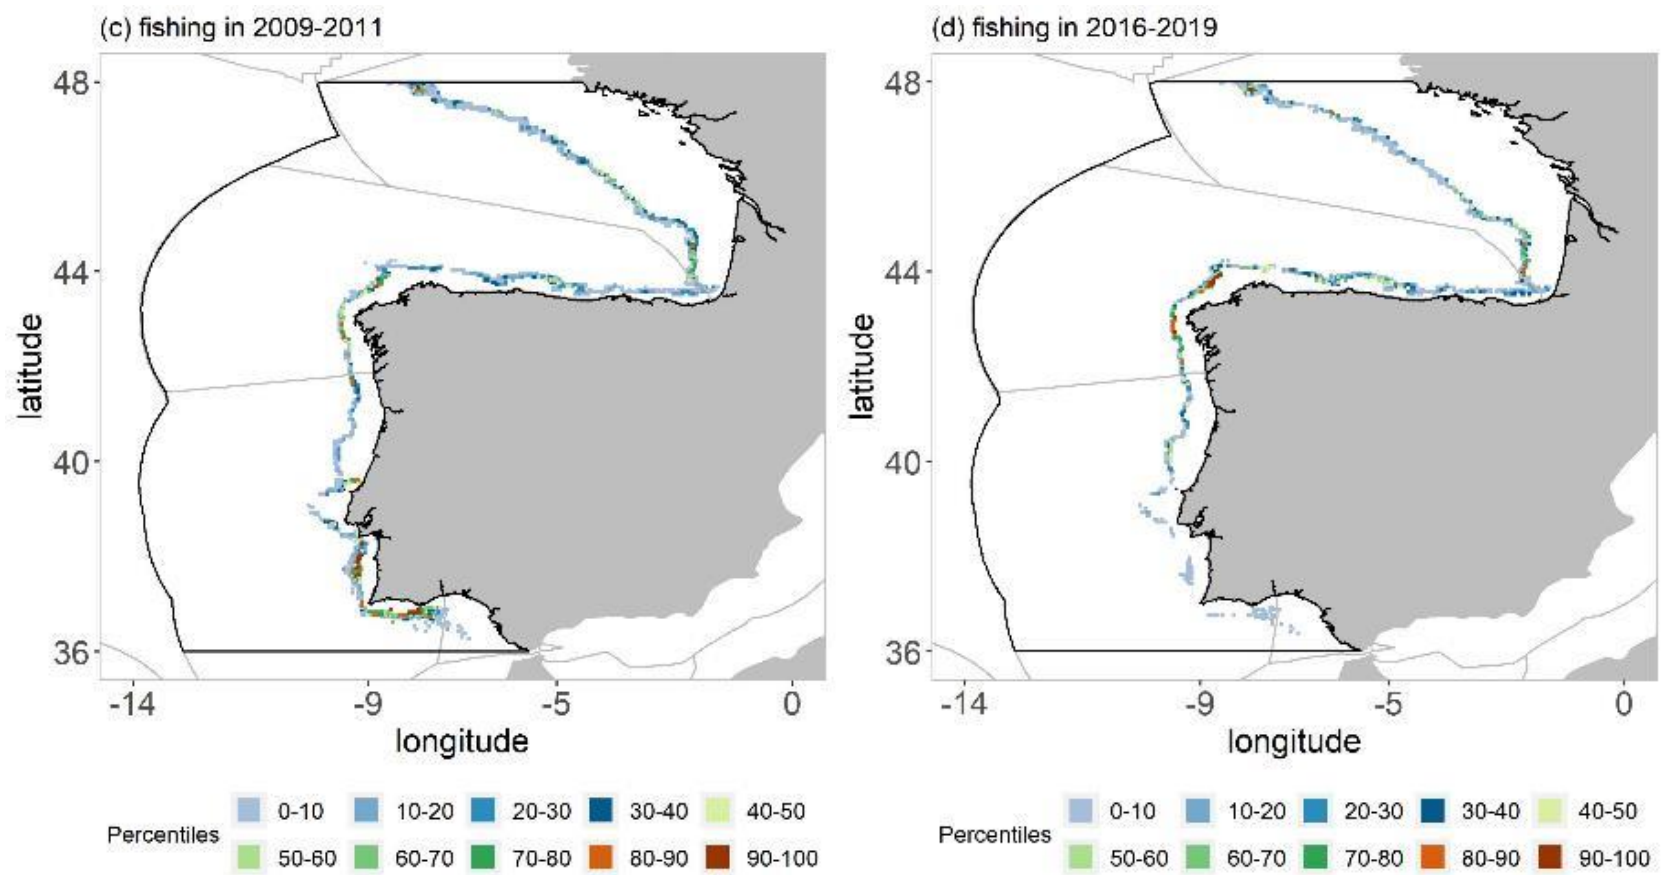 (c) fishing in 2009-2011
48
44
40
36
latitude
-14 -9 -5 0
longitude
Percentiles
0-10 10-20 20-30 30-40 40-50
50-60 60-70 70-80 80-90 90-100
(d) fishing in 2016-2019
48
44
40
36
latitude
-14 -9 -5 0
longitude
Percentiles
0-10 10-20 20-30 30-40 40-50
50-60 60-70 70-80 80-90 90-100